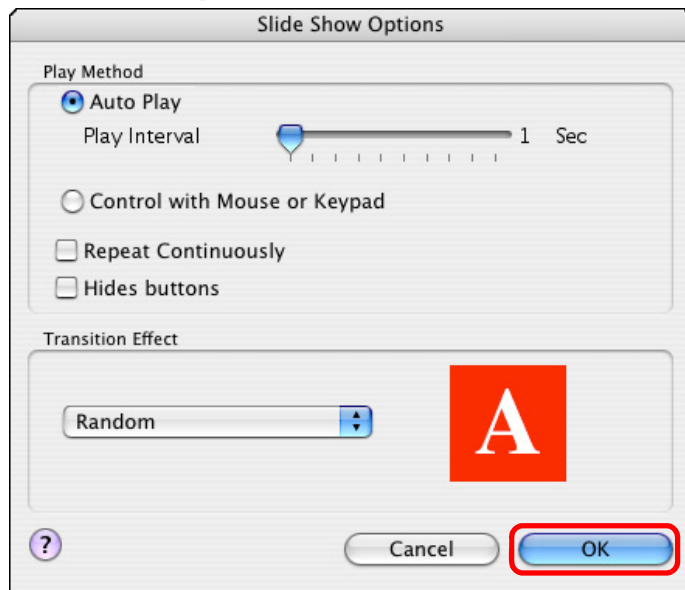 Slide Show Options
Play Method
Auto Play
Play Interval 1 Sec
Control with Mouse or Keypad
Repeat Continuously
Hides buttons
Transition Effect
Random
A
? Cancel OK